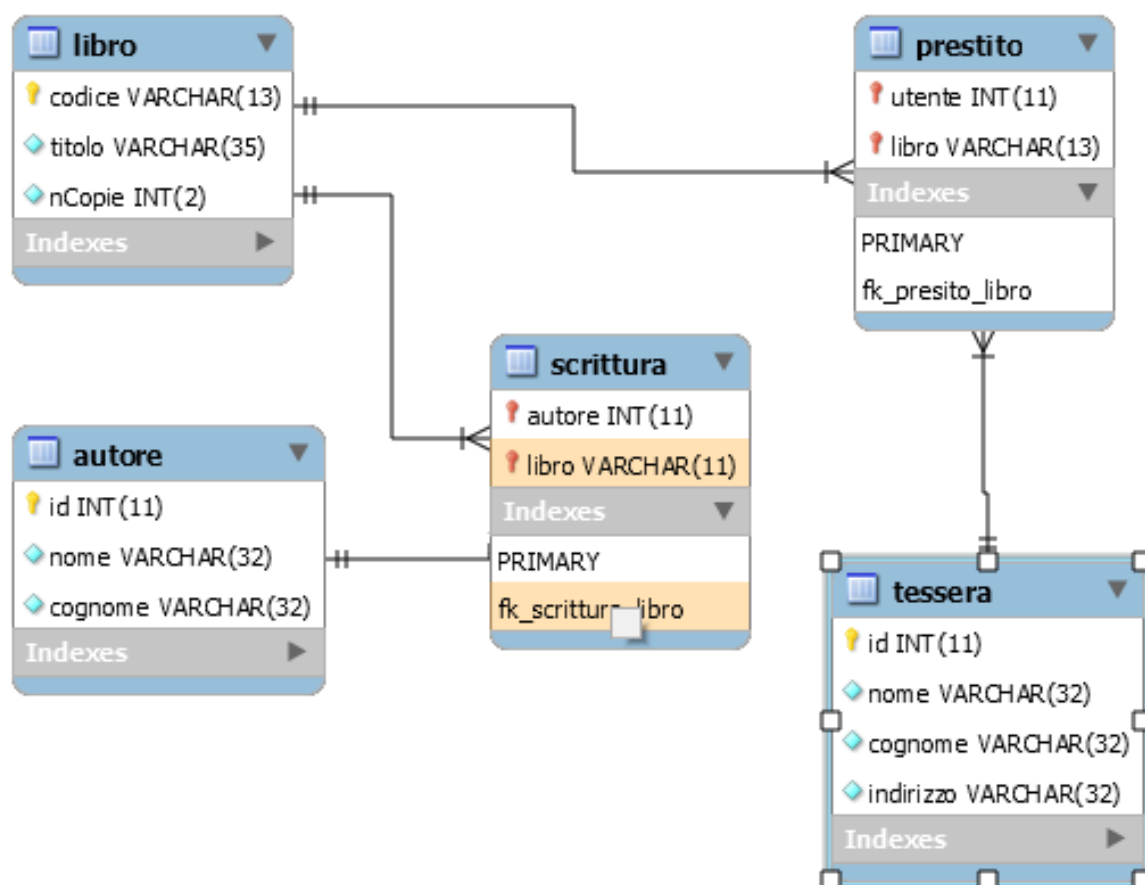 libro
codice VARCHAR(13)
titolo VARCHAR(35)
nCopie INT(2)
Indexes
prestito
utente INT(11)
libro VARCHAR(13)
Indexes
PRIMARY
fk_presito_libro
scrittura
autore INT(11)
libro VARCHAR(11)
Indexes
PRIMARY
fk_scrittura_libro
autore
id INT(11)
nome VARCHAR(32)
cognome VARCHAR(32)
Indexes
tessera
id INT(11)
nome VARCHAR(32)
cognome VARCHAR(32)
indirizzo VARCHAR(32)
Indexes